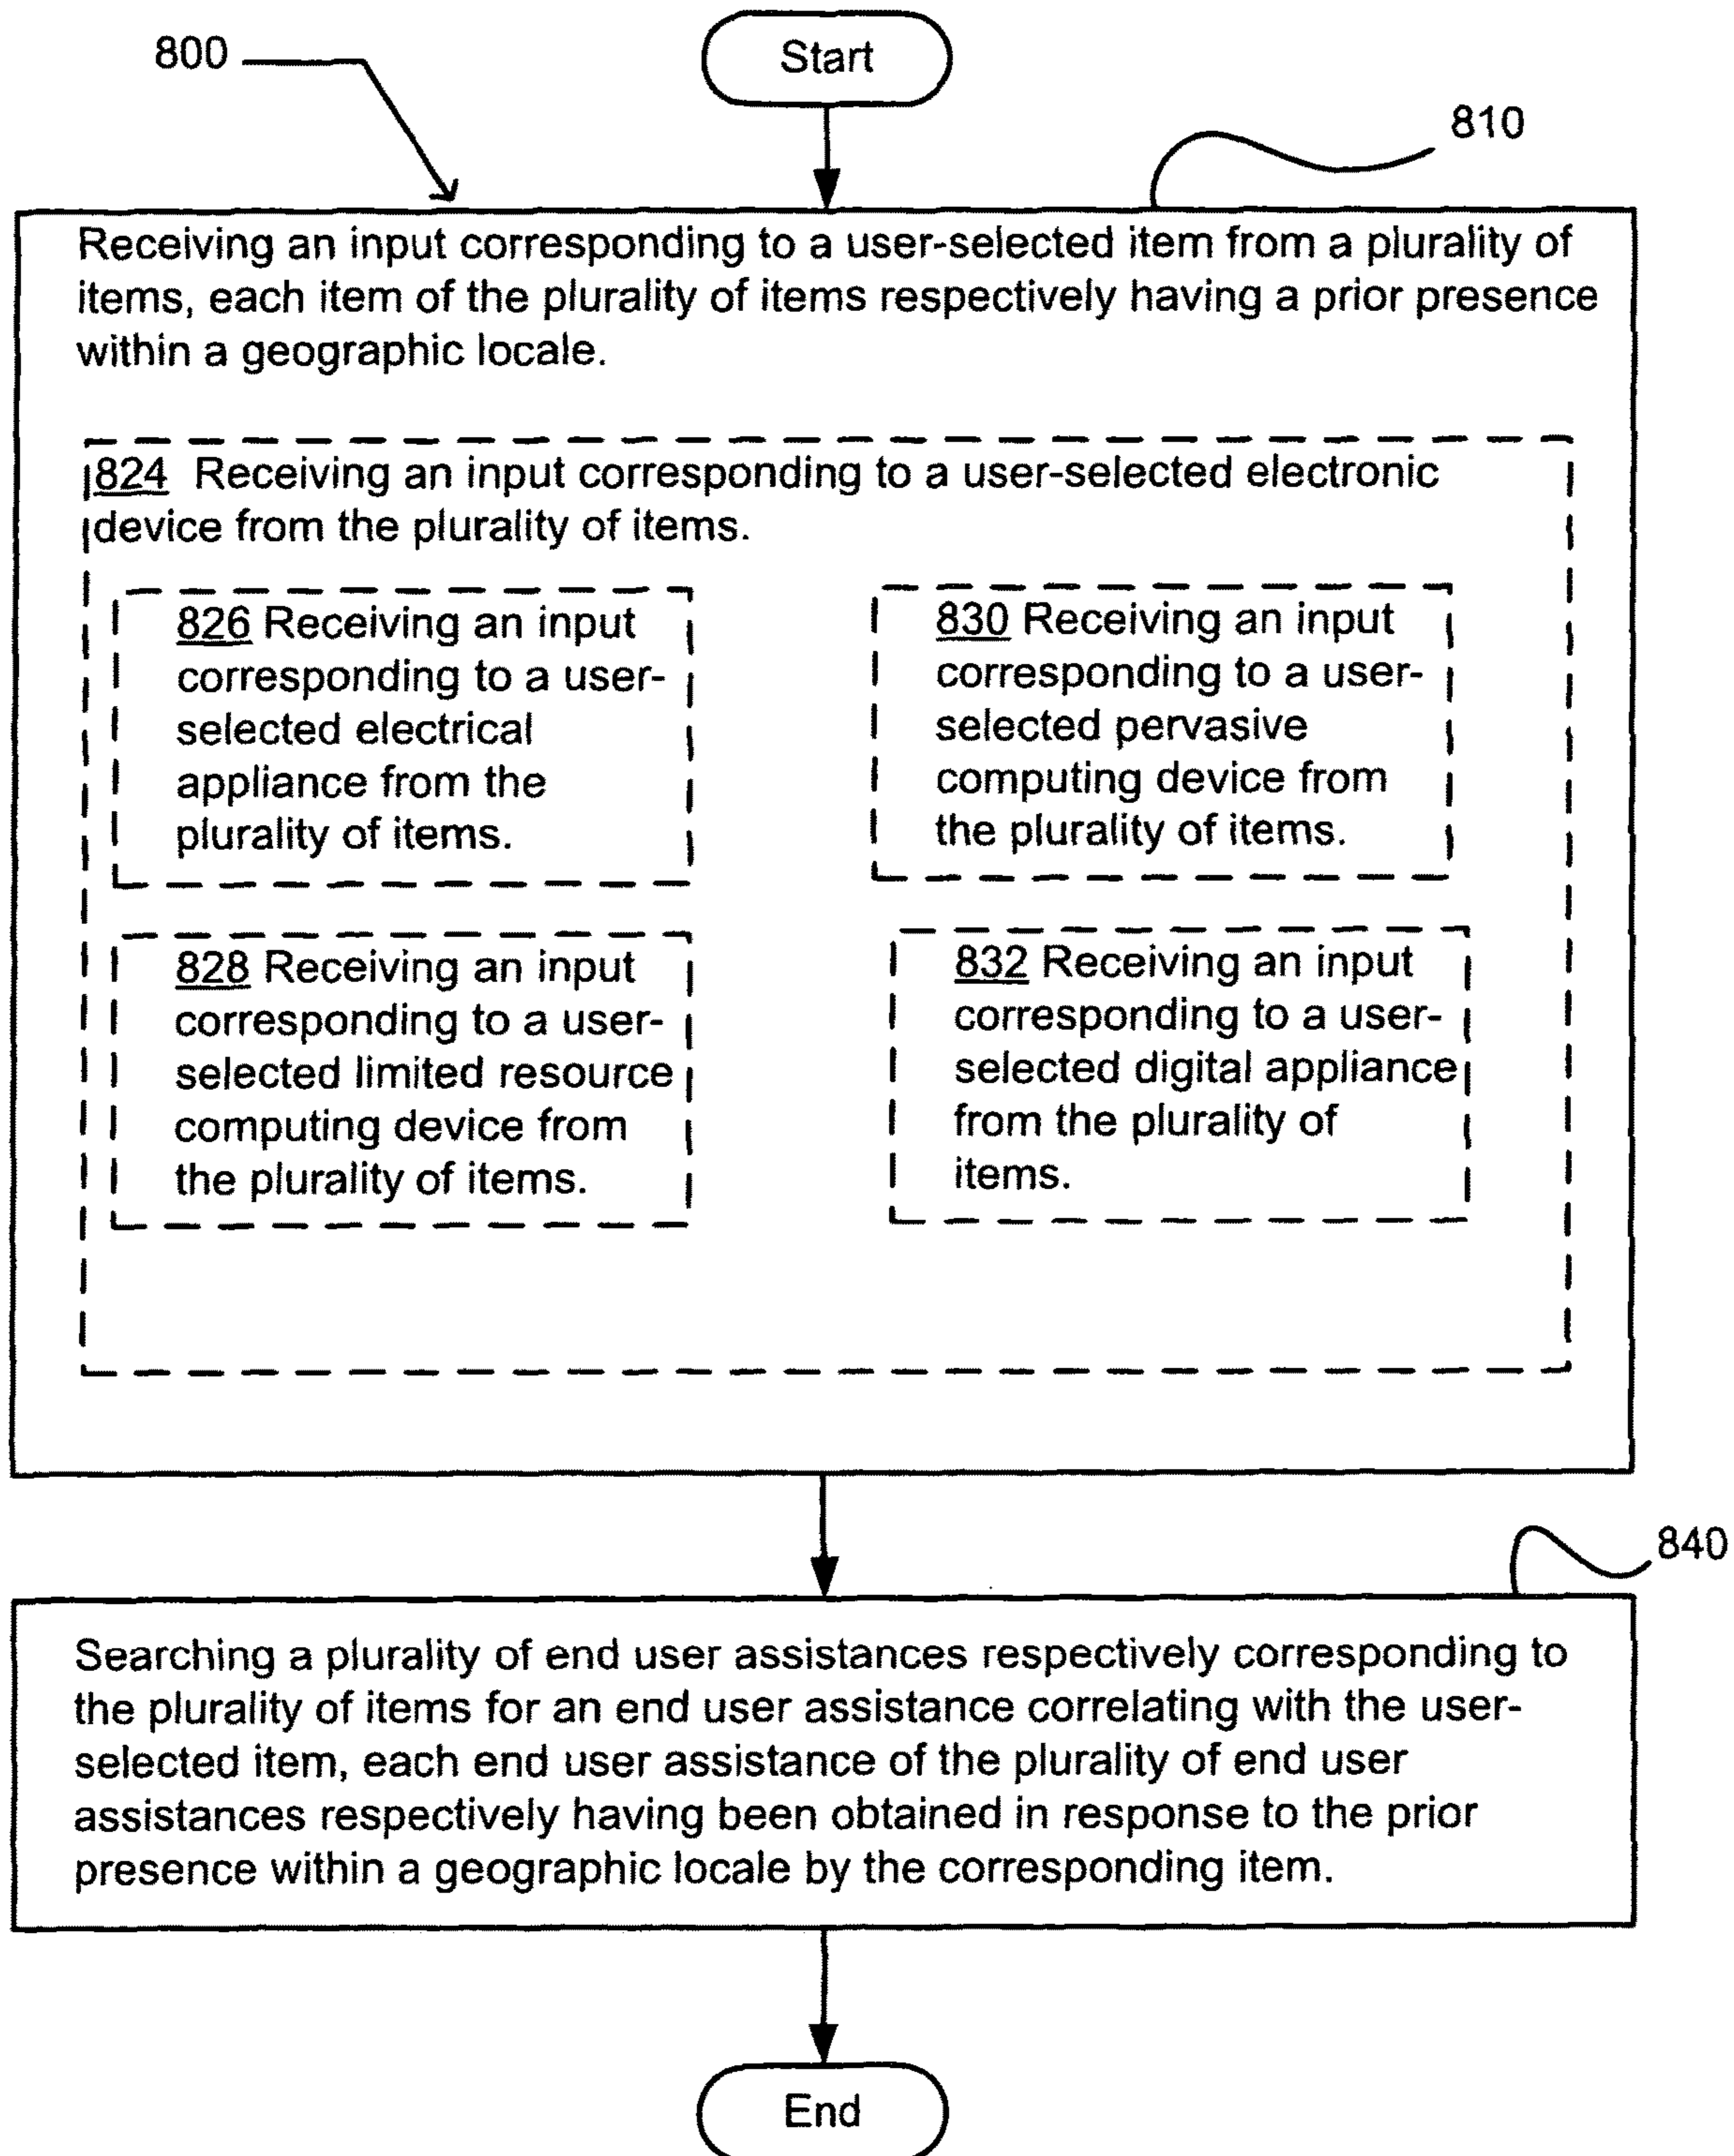 800
Start
810
Receiving an input corresponding to a user-selected item from a plurality of
items, each item of the plurality of items respectively having a prior presence
within a geographic locale.
824 Receiving an input corresponding to a user-selected electronic
device from the plurality of items.
826 Receiving an input
corresponding to a user-
selected electrical
appliance from the
plurality of items.
830 Receiving an input
corresponding to a user-
selected pervasive
computing device from
the plurality of items.
828 Receiving an input
corresponding to a user-
selected limited resource
computing device from
the plurality of items.
832 Receiving an input
corresponding to a user-
selected digital appliance
from the plurality of
items.
840
Searching a plurality of end user assistances respectively corresponding to
the plurality of items for an end user assistance correlating with the user-
selected item, each end user assistance of the plurality of end user
assistances respectively having been obtained in response to the prior
presence within a geographic locale by the corresponding item.
End